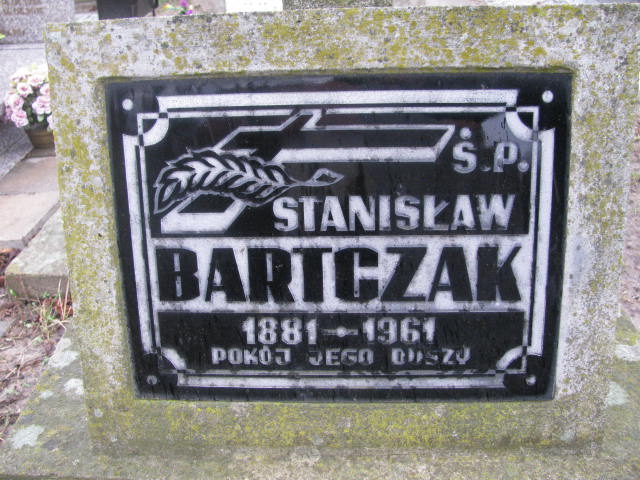 Ś.P.
STANISŁAW
BARTCZAK
1881-1961
POKÓJ JEGO DUSZY